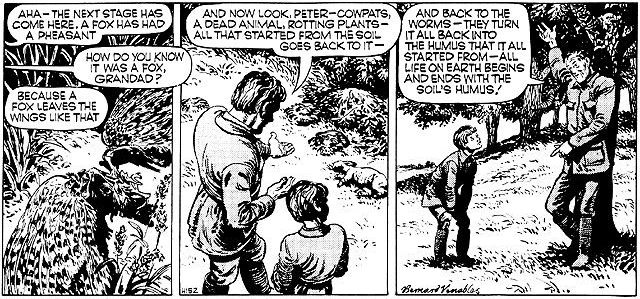 AHA - THE NEXT STAGE HAS
COME HERE. A FOX HAS HAD
A PHEASANT
HOW DO YOU KNOW
IT WAS A FOX,
GRANDAD?
BECAUSE A
FOX LEAVES THE
WINGS LIKE THAT
AND NOW LOOK, PETER-COWPATS,
A DEAD ANIMAL, ROTTING PLANTS-
ALL THAT STARTED FROM THE SOIL
GOES BACK TO IT-
AND BACK TO THE
WORMS-THEY TURN
IT ALL BACK INTO
THE HUMUS THAT IT ALL
STARTED FROM-ALL
LIFE ON EARTH BEGINS
AND ENDS WITH THE
SOIL'S HUMUS!
H152
Bernard Venables